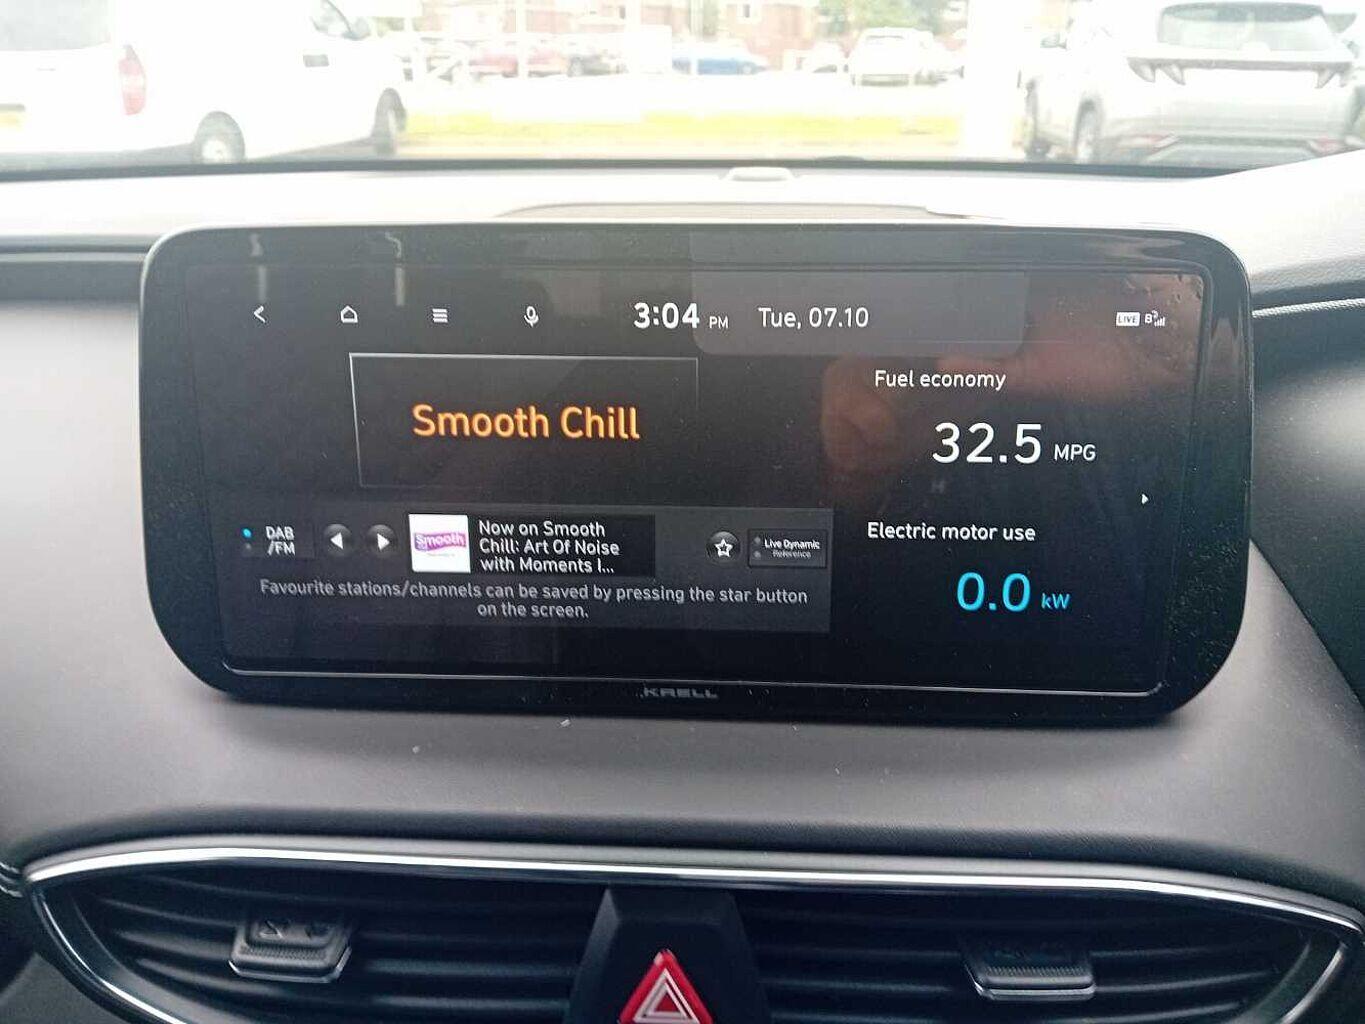 3:04 PM Tue, 07.10
LIVE
Smooth Chill
Fuel economy
32.5 MPG
DAB
/FM
Smooth
Now on Smooth
Chill: Art Of Noise
with Moments I...
Live Dynamic
Reference
Favourite stations/channels can be saved by pressing the star button
on the screen.
Electric motor use
0.0 kW
KRELL